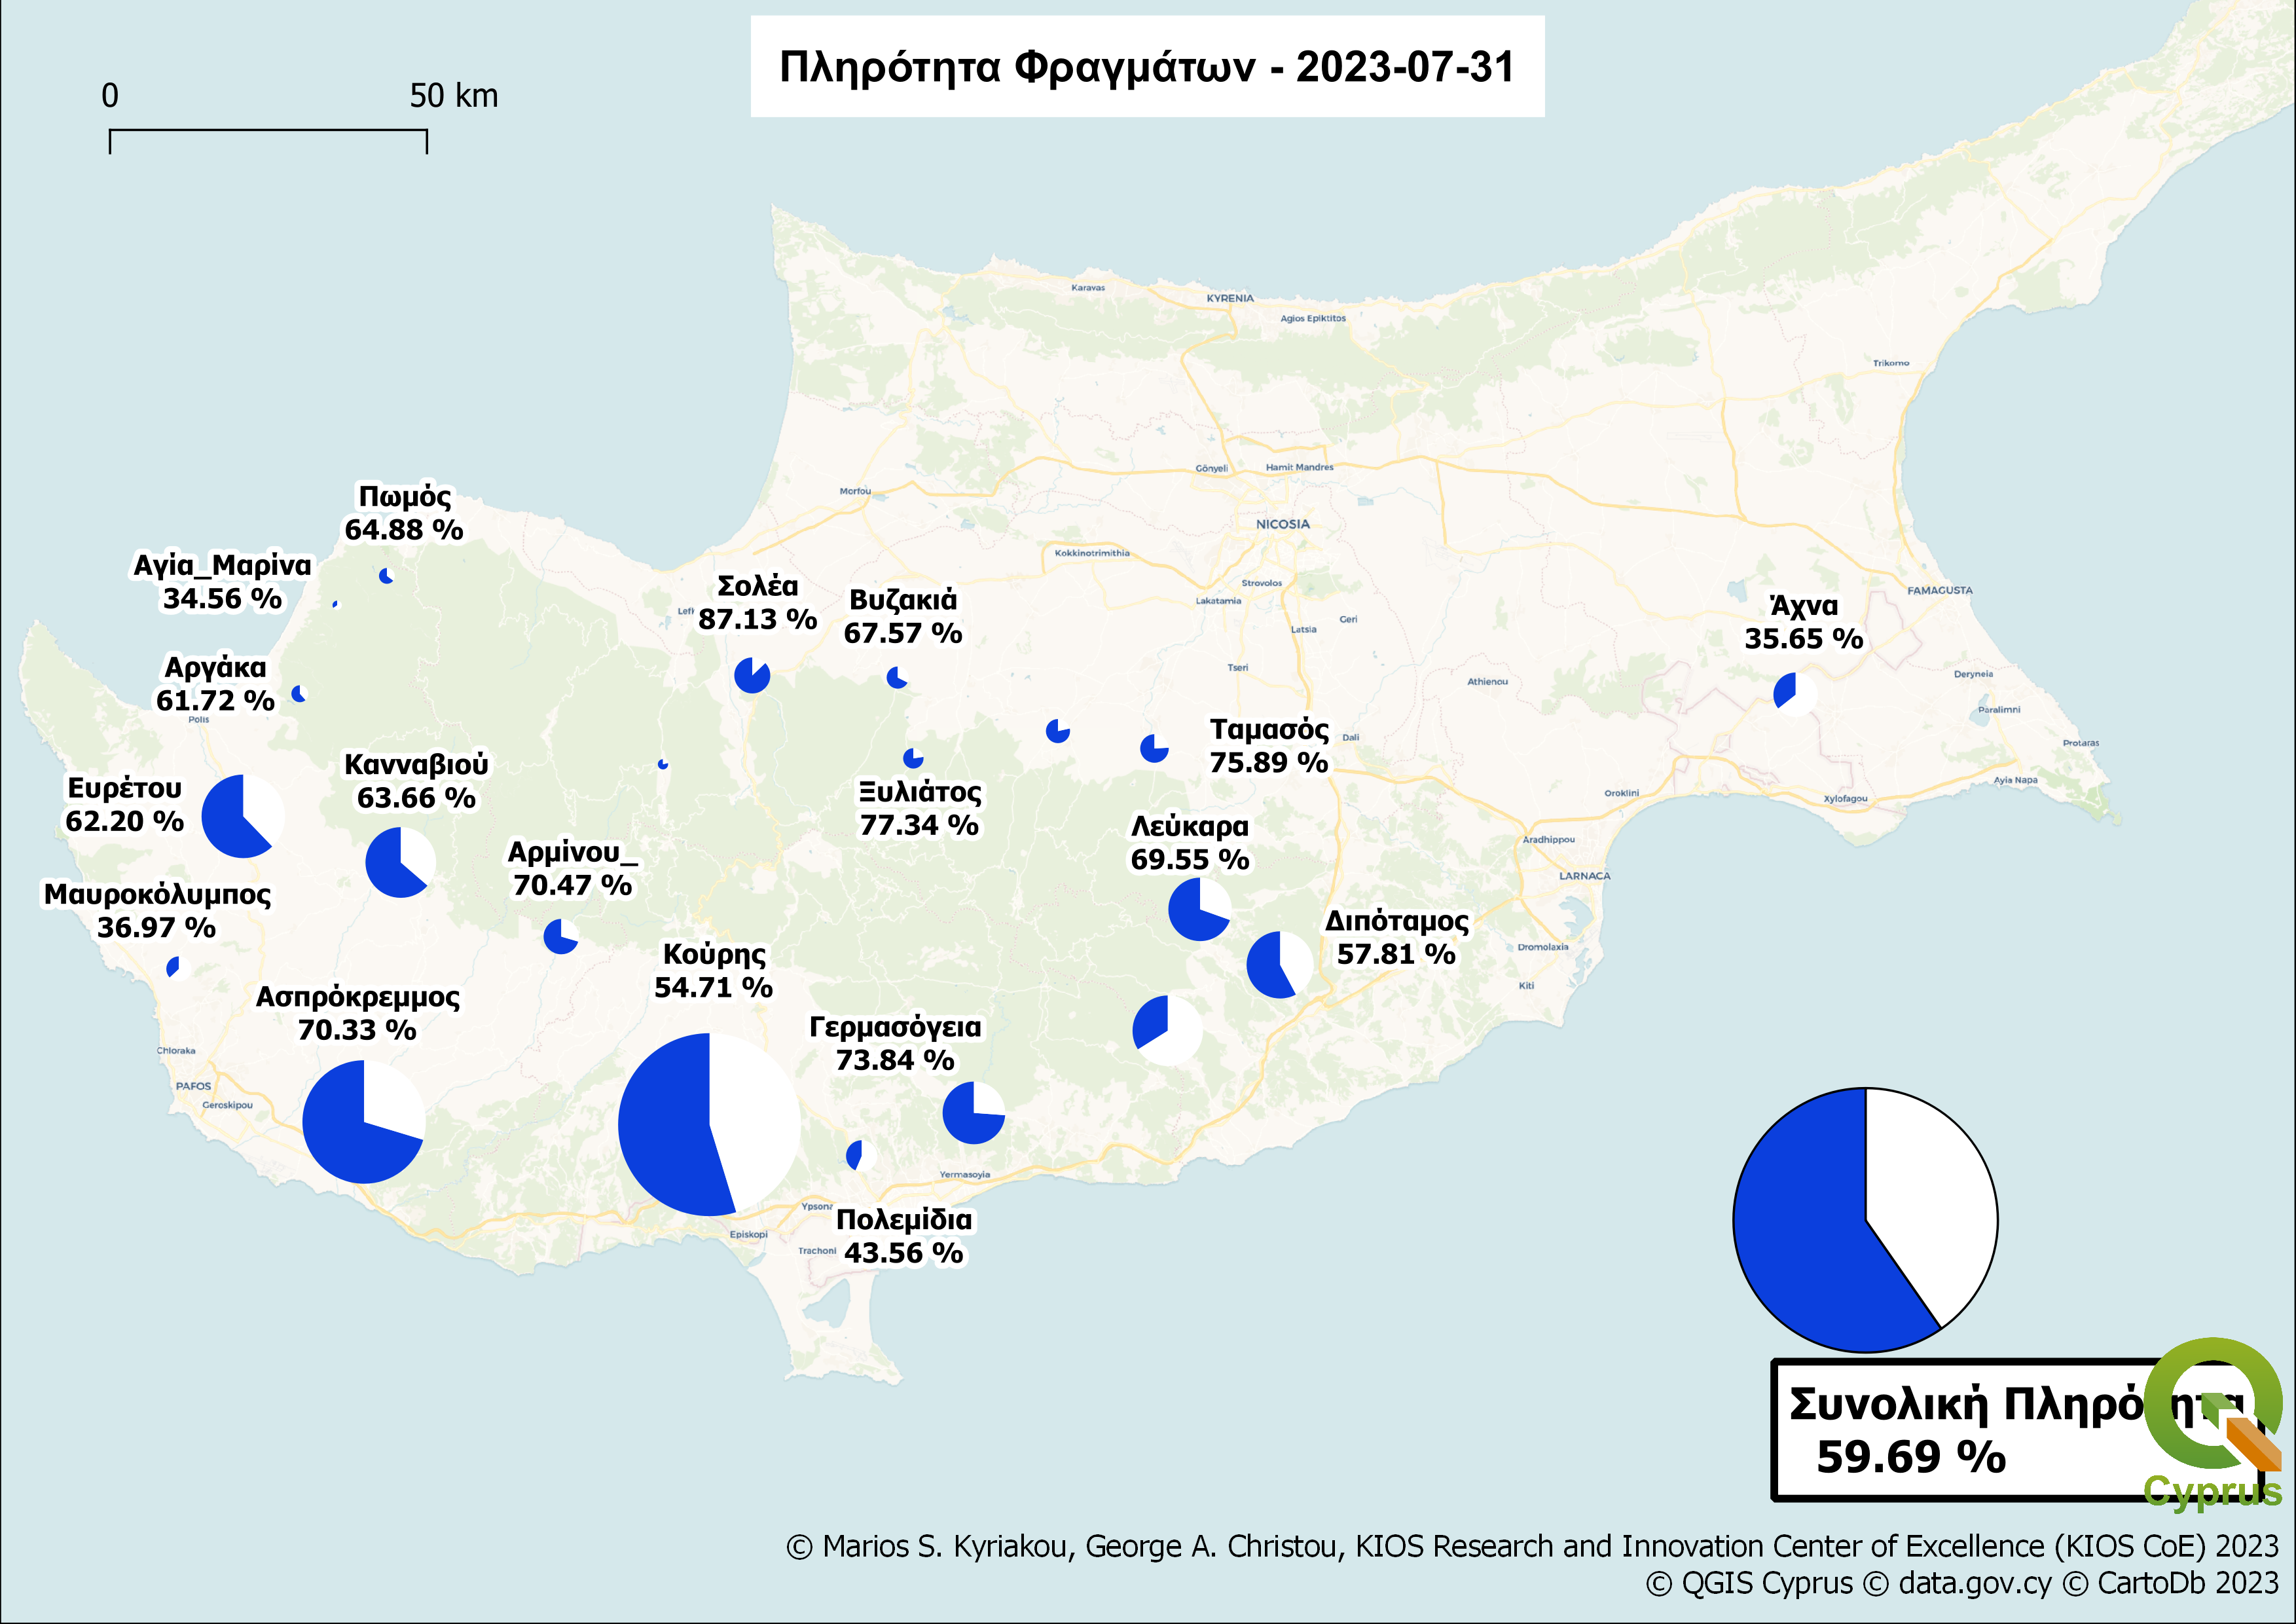 Πληρότητα Φραγμάτων - 2023-07-31
0 50 km
Karavas
KYRENIA
Agios Epiktitos
Trikomo
Gönyeli
Hamit Mandres
Morfou
Πωμός
64.88 %
NICOSIA
Kokkinotrimithia
Αγία_Μαρίνα
34.56 %
Σολέα
87.13 %
Βυζακιά
67.57 %
Strovolos
Lakatamia
Latsia
Geri
FAMAGUSTA
Άχνα
35.65 %
Lefk
Αργάκα
61.72 %
Polis
Tseri
Athienou
Deryneia
Paralimni
Protaras
Ayia Napa
Xylofagou
Oroklini
Ταμασός
75.89 %
Dali
Κανναβιού
63.66 %
Ευρέτου
62.20 %
Ξυλιάτος
77.34 %
Λεύκαρα
69.55 %
Aradhippou
LARNACA
Αρμίνου_
70.47 %
Μαυροκόλυμπος
36.97 %
Διπόταμος
57.81 %
Dromolaxia
Kiti
Κούρης
54.71 %
Ασπρόκρεμμος
70.33 %
Γερμασόγεια
73.84 %
Chloraka
PAFOS
Geroskipou
Yermasoyia
Ypsona
Episkopi
Trachoni
Πολεμίδια
43.56 %
Συνολική Πληρότητα
59.69 %
Cyprus
© Marios S. Kyriakou, George A. Christou, KIOS Research and Innovation Center of Excellence (KIOS CoE) 2023
© QGIS Cyprus © data.gov.cy © CartoDb 2023